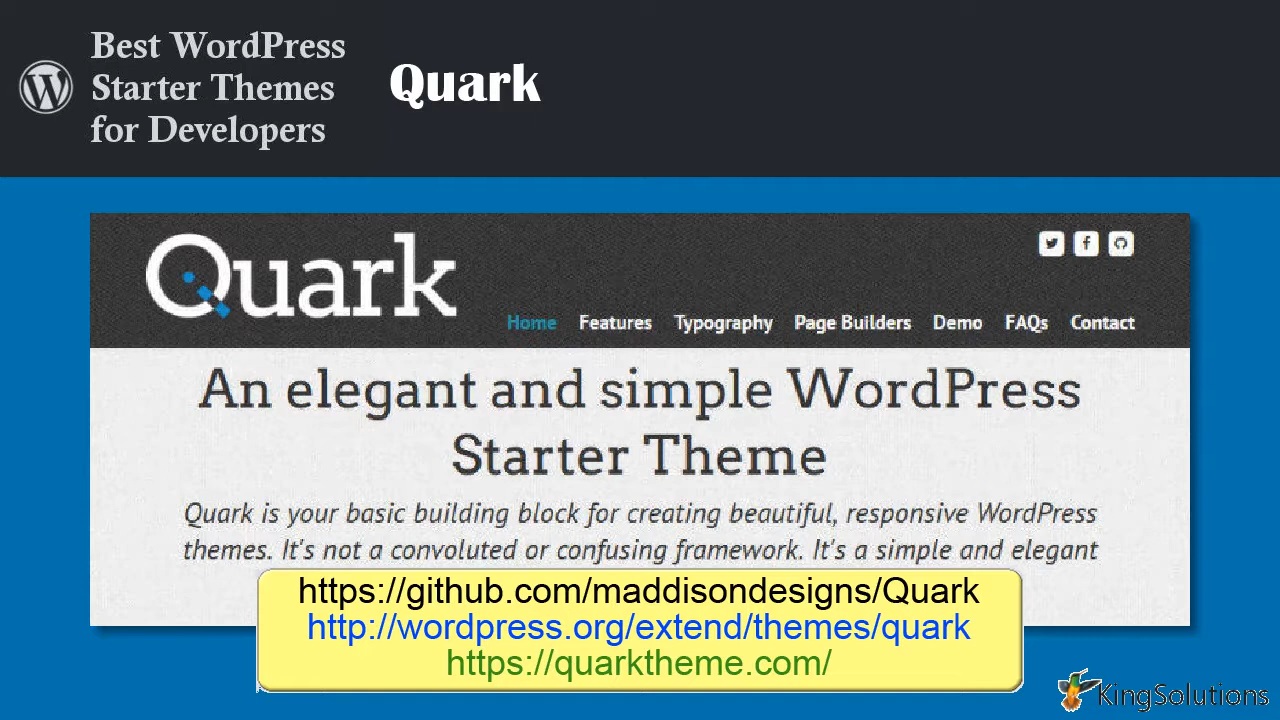 Best WordPress
Starter Themes
for Developers
Quark
Quark
Home Features Typography Page Builders Demo FAQs Contact
An elegant and simple WordPress
Starter Theme
Quark is your basic building block for creating beautiful, responsive WordPress
themes. It's not a convoluted or confusing framework. It's a simple and elegant
https://github.com/maddisondesigns/Quark
http://wordpress.org/extend/themes/quark
https://quarktheme.com/
KingSolutions